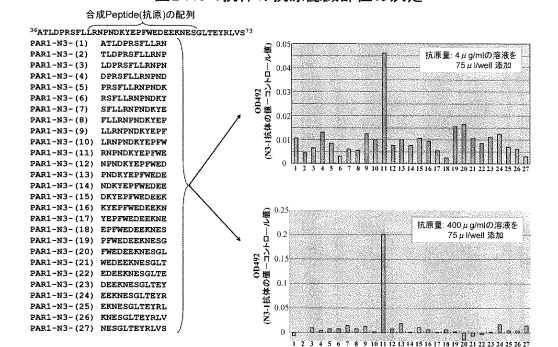 合成Peptide(抗原)の配列
36ATLDPRSFLLRNPNDKYEPFWEDEEKNESGLTEYRLVS73
PAR1-N3-(1) ATLDPRSFLLRN
PAR1-N3-(2) TLDPRSFLLRNP
PAR1-N3-(3) LDPRSFLLRNPN
PAR1-N3-(4) DPRSFLLRNPND
PAR1-N3-(5) PRSFLLRNPNDK
PAR1-N3-(6) RSFLLRNPNDKY
PAR1-N3-(7) SFLLRNPNDKYE
PAR1-N3-(8) FLLRNPNDKYEP
PAR1-N3-(9) LLRNPNDKYEPF
PAR1-N3-(10) LRNPNDKYEPFW
PAR1-N3-(11) RNPNDKYEPFWE
PAR1-N3-(12) NPNDKYEPFWED
PAR1-N3-(13) PNDKYEPFWEDE
PAR1-N3-(14) NDKYEPFWEDEE
PAR1-N3-(15) DKYEPFWEDEEK
PAR1-N3-(16) KYEPFWEDEEKN
PAR1-N3-(17) YEPFWEDEEKNE
PAR1-N3-(18) EPFWEDEEKNES
PAR1-N3-(19) PFWEDEEKNESG
PAR1-N3-(20) FWEDEEKNESGL
PAR1-N3-(21) WEDEEKNESGLT
PAR1-N3-(22) EDEEKNESGLTE
PAR1-N3-(23) DEEKNESGLTEY
PAR1-N3-(24) EEKNESGLTEYR
PAR1-N3-(25) EKNESGLTEYRL
PAR1-N3-(26) KNESGLTEYRLV
PAR1-N3-(27) NESGLTEYRLVS
OD492
(N3-1抗体の値－コントロール値)
0.05
0.04
0.03
0.02
0.01
0
抗原量: 4μg/mlの溶液を
75μl/well 添加
1 2 3 4 5 6 7 8 9 10 11 12 13 14 15 16 17 18 19 20 21 22 23 24 25 26 27
OD492
(N3-1抗体の値－コントロール値)
0.25
0.2
0.15
0.1
0.05
0
抗原量: 400μg/mlの溶液を
75μl/well 添加
1 2 3 4 5 6 7 8 9 10 11 12 13 14 15 16 17 18 19 20 21 22 23 24 25 26 27